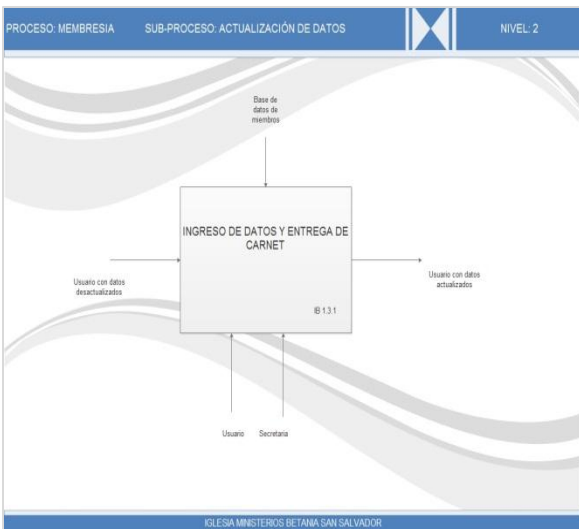 PROCESO: MEMBRESIA SUB-PROCESO: ACTUALIZACIÓN DE DATOS NIVEL: 2
Base de
datos de
miembros
INGRESO DE DATOS Y ENTREGA DE
CARNET
Usuario con datos
desactualizados
Usuario con datos
actualizados
IB 1.3.1
Usuario Secretaria
IGLESIA MINISTERIOS BETANIA SAN SALVADOR